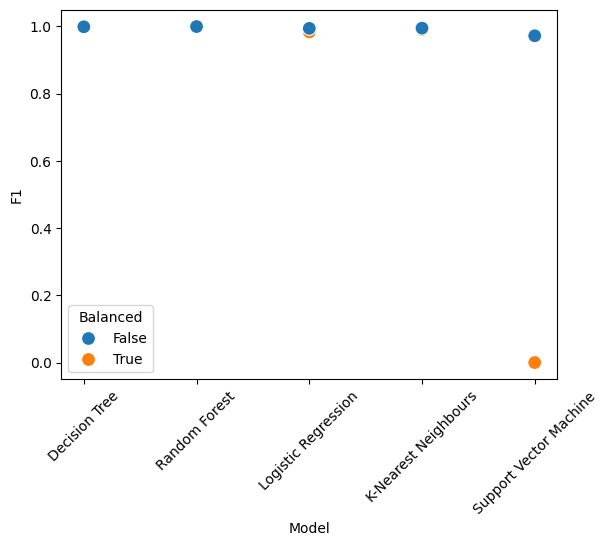 1.0
0.8
0.6
0.4
0.2
0.0
F1
Balanced
False
True
Decision Tree
Random Forest
Logistic Regression
K-Nearest Neighbours
Support Vector Machine
Model